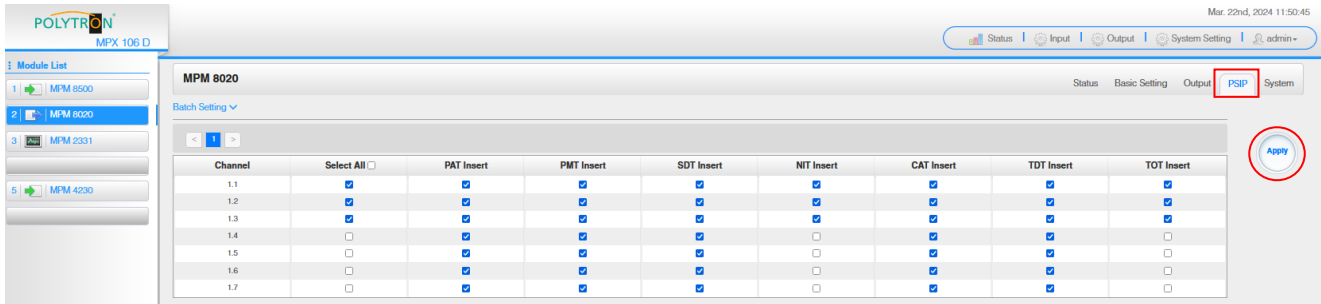 Mar. 22nd, 2024 11:50:45
POLYTRON
MPX 106 D
Status Input Output System Setting admin
Module List
1 MPM 8500
2 MPM 8020
3 MPM 2331
5 MPM 4230
MPM 8020
Status Basic Setting Output PSIP System
Batch Setting
< 1 >
Apply
Channel Select All PAT Insert PMT Insert SDT Insert NIT Insert CAT Insert TDT Insert TOT Insert
1.1
1.2
1.3
1.4
1.5
1.6
1.7